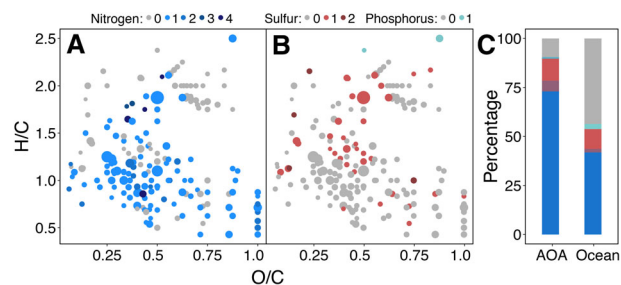 Nitrogen: 0 1 2 3 4 Sulfur: 0 1 2 Phosphorus: 0 1
A B C
2.5 2.0 1.5 1.0 0.5
H/C
100 75 50 25 0
Percentage
0.25 0.5 0.75 1.0 0.25 0.5 0.75 1.0
AOA Ocean
O/C